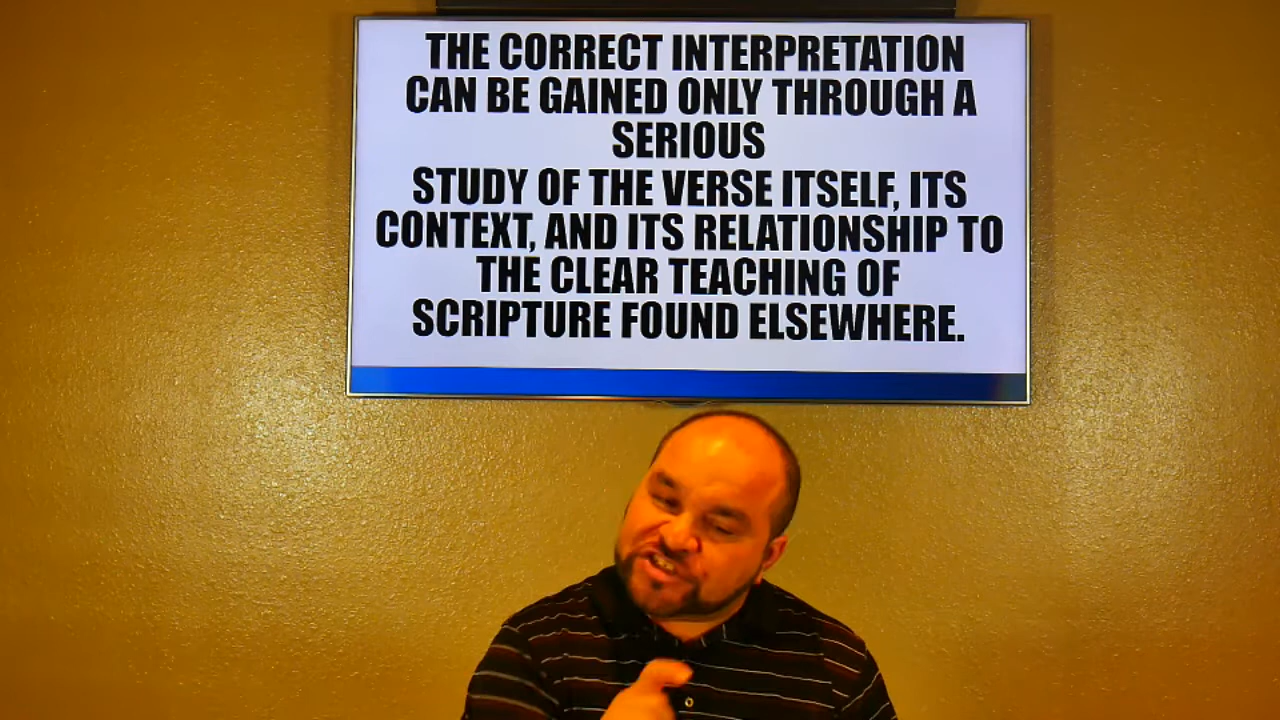 THE CORRECT INTERPRETATION
CAN BE GAINED ONLY THROUGH A
SERIOUS
STUDY OF THE VERSE ITSELF, ITS
CONTEXT, AND ITS RELATIONSHIP TO
THE CLEAR TEACHING OF
SCRIPTURE FOUND ELSEWHERE.